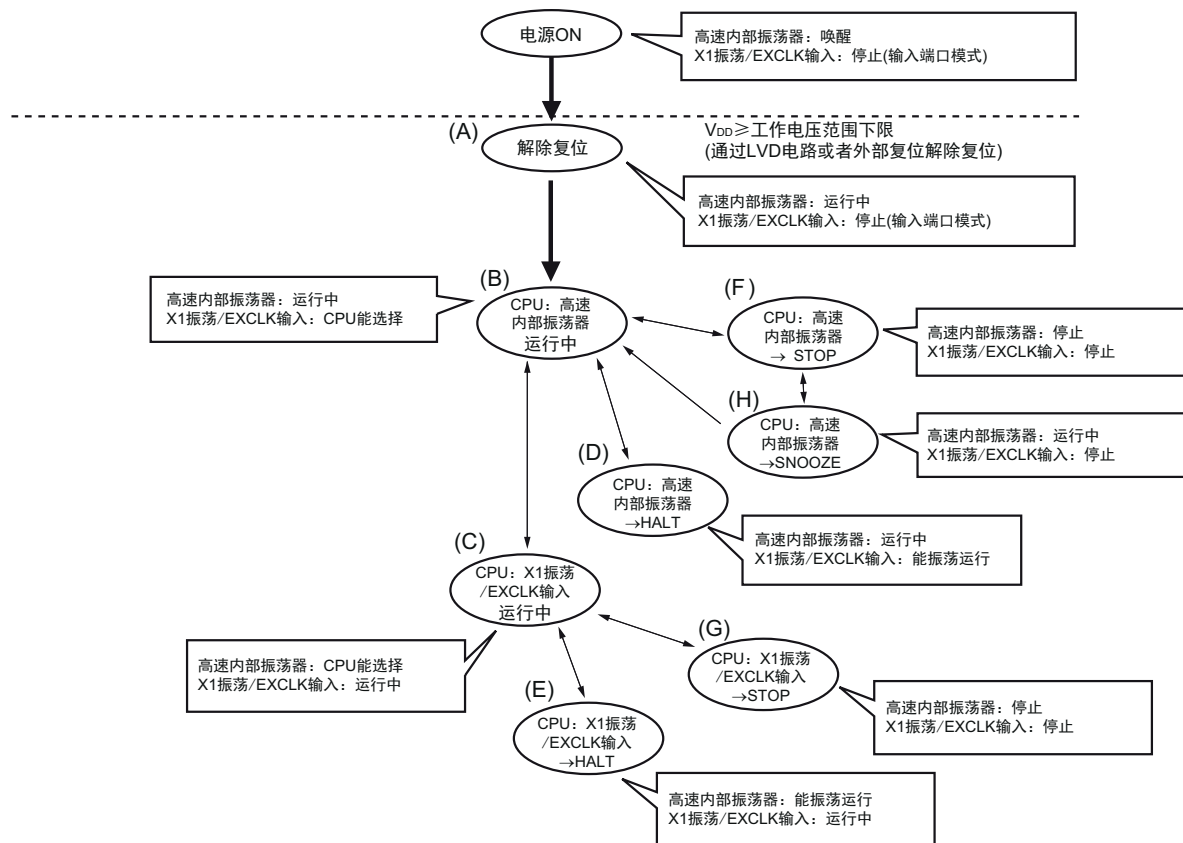 电源ON
高速内部振荡器：唤醒
X1振荡/EXCLK输入：停止(输入端口模式)
(A)
解除复位
VDD≥工作电压范围下限
(通过LVD电路或者外部复位解除复位)
高速内部振荡器：运行中
X1振荡/EXCLK输入：停止(输入端口模式)
(B)
高速内部振荡器：运行中
X1振荡/EXCLK输入：CPU能选择
CPU：高速
内部振荡器
运行中
(F)
CPU：高速
内部振荡器
→ STOP
高速内部振荡器：停止
X1振荡/EXCLK输入：停止
(H)
CPU：高速
内部振荡器
→SNOOZE
高速内部振荡器：运行中
X1振荡/EXCLK输入：停止
(D)
CPU：高速
内部振荡器
→HALT
高速内部振荡器：运行中
X1振荡/EXCLK输入：能振荡运行
(C)
CPU：X1振荡
/EXCLK输入
运行中
高速内部振荡器：CPU能选择
X1振荡/EXCLK输入：运行中
(G)
CPU：X1振荡
/EXCLK输入
→STOP
高速内部振荡器：停止
X1振荡/EXCLK输入：停止
(E)
CPU：X1振荡
/EXCLK输入
→HALT
高速内部振荡器：能振荡运行
X1振荡/EXCLK输入：运行中